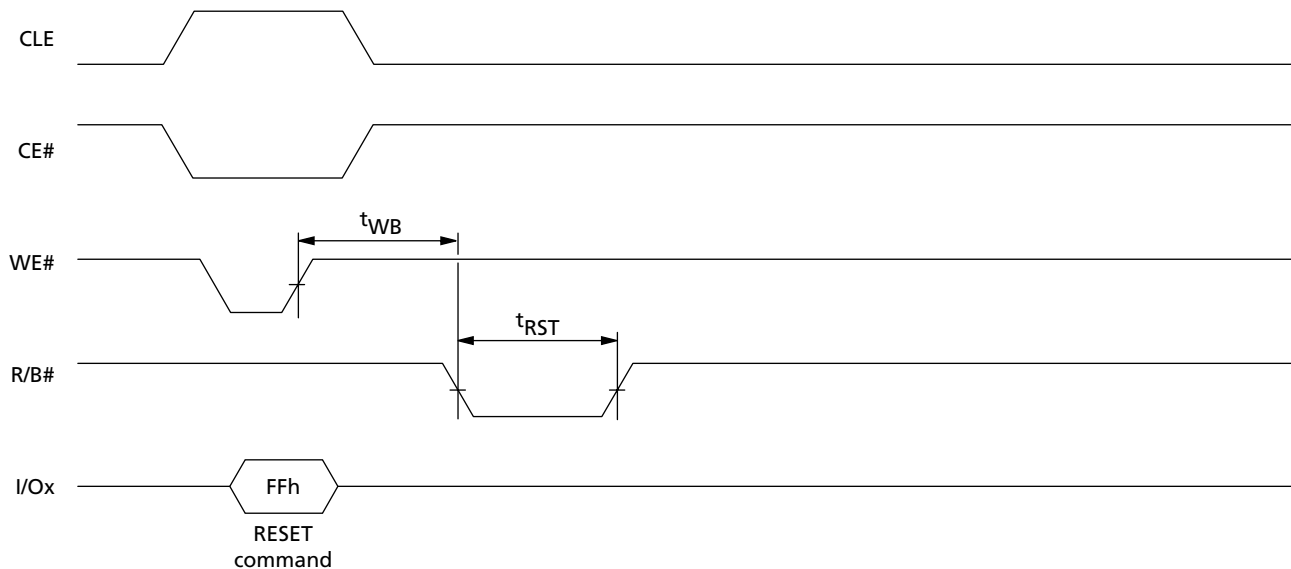 CLE
CE#
tWB
WE#
tRST
R/B#
I/Ox
FFh
RESET
command